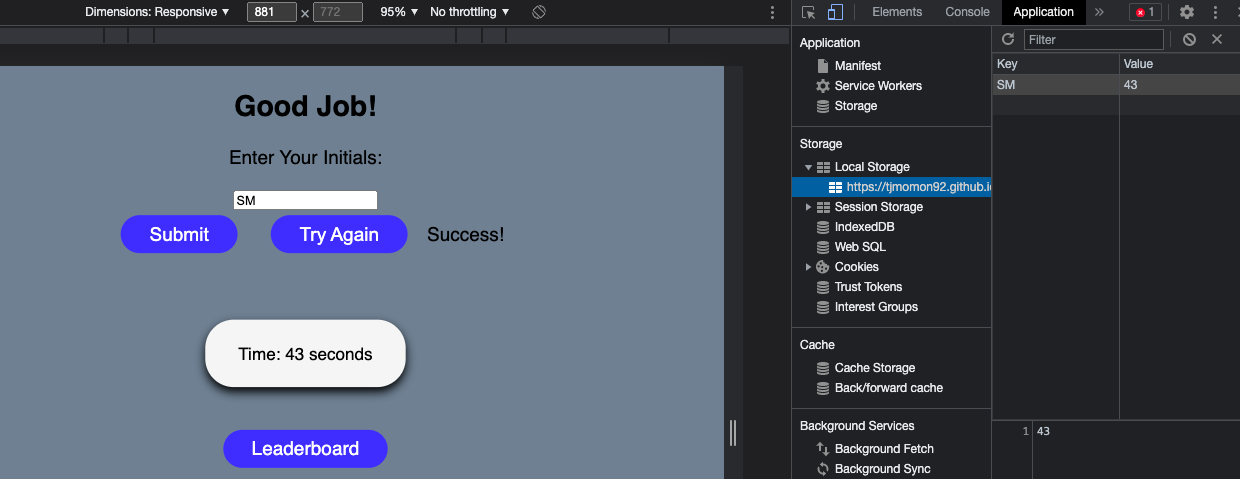 Dimensions: Responsive ▼ 881 × 772 95% ▼ No throttling ▼
Elements Console Application » 1
Good Job!
Enter Your Initials:
SM
Submit Try Again Success!
Time: 43 seconds
Leaderboard
Application
Manifest
Service Workers
Storage
Storage
Local Storage
https://tjmomon92.github.i
Session Storage
IndexedDB
Web SQL
Cookies
Trust Tokens
Interest Groups
Cache
Cache Storage
Back/forward cache
Background Services
Background Fetch
Background Sync
Filter
Key Value
SM 43
1 43